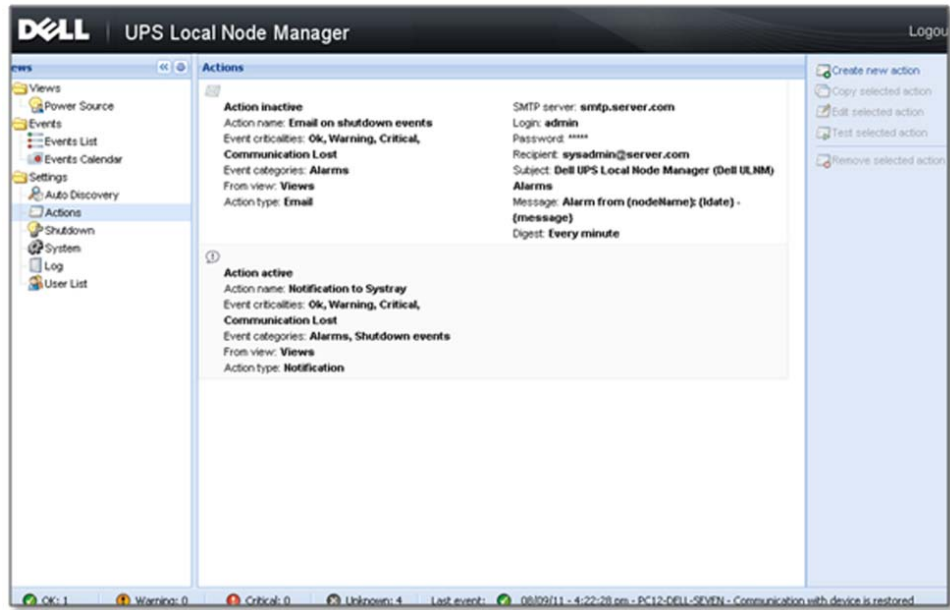 DELL
UPS Local Node Manager
Logou
ews
Views
Power Source
Events
Events List
Events Calendar
Settings
Auto Discovery
Actions
Shutdown
System
Log
User List
Actions
Action inactive
Action name: Email on shutdown events
Event criticalities: Ok, Warning, Critical,
Communication Lost
Event categories: Alarms
From view: Views
Action type: Email
SMTP server: smtp.server.com
Login: admin
Password: *****
Recipient: sysadmin@server.com
Subject: Dell UPS Local Node Manager (Dell ULNM)
Alarms
Message: Alarm from {nodeName}: {ldate} -
{message}
Digest: Every minute
Action active
Action name: Notification to Systray
Event criticalities: Ok, Warning, Critical,
Communication Lost
Event categories: Alarms, Shutdown events
From view: Views
Action type: Notification
Create new action
Copy selected action
Edit selected action
Test selected action
Remove selected action
OK: 1
Warning: 0
Critical: 0
Unknown: 4
Last event:
08/09/11 - 4:22:28 pm - PC12-DELL-SEVEN - Communication with device is restored